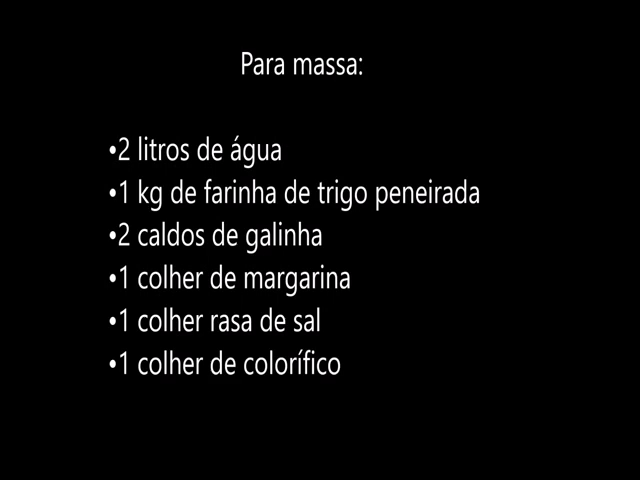 Para massa:
•2 litros de água
•1 kg de farinha de trigo peneirada
•2 caldos de galinha
•1 colher de margarina
•1 colher rasa de sal
•1 colher de colorífico